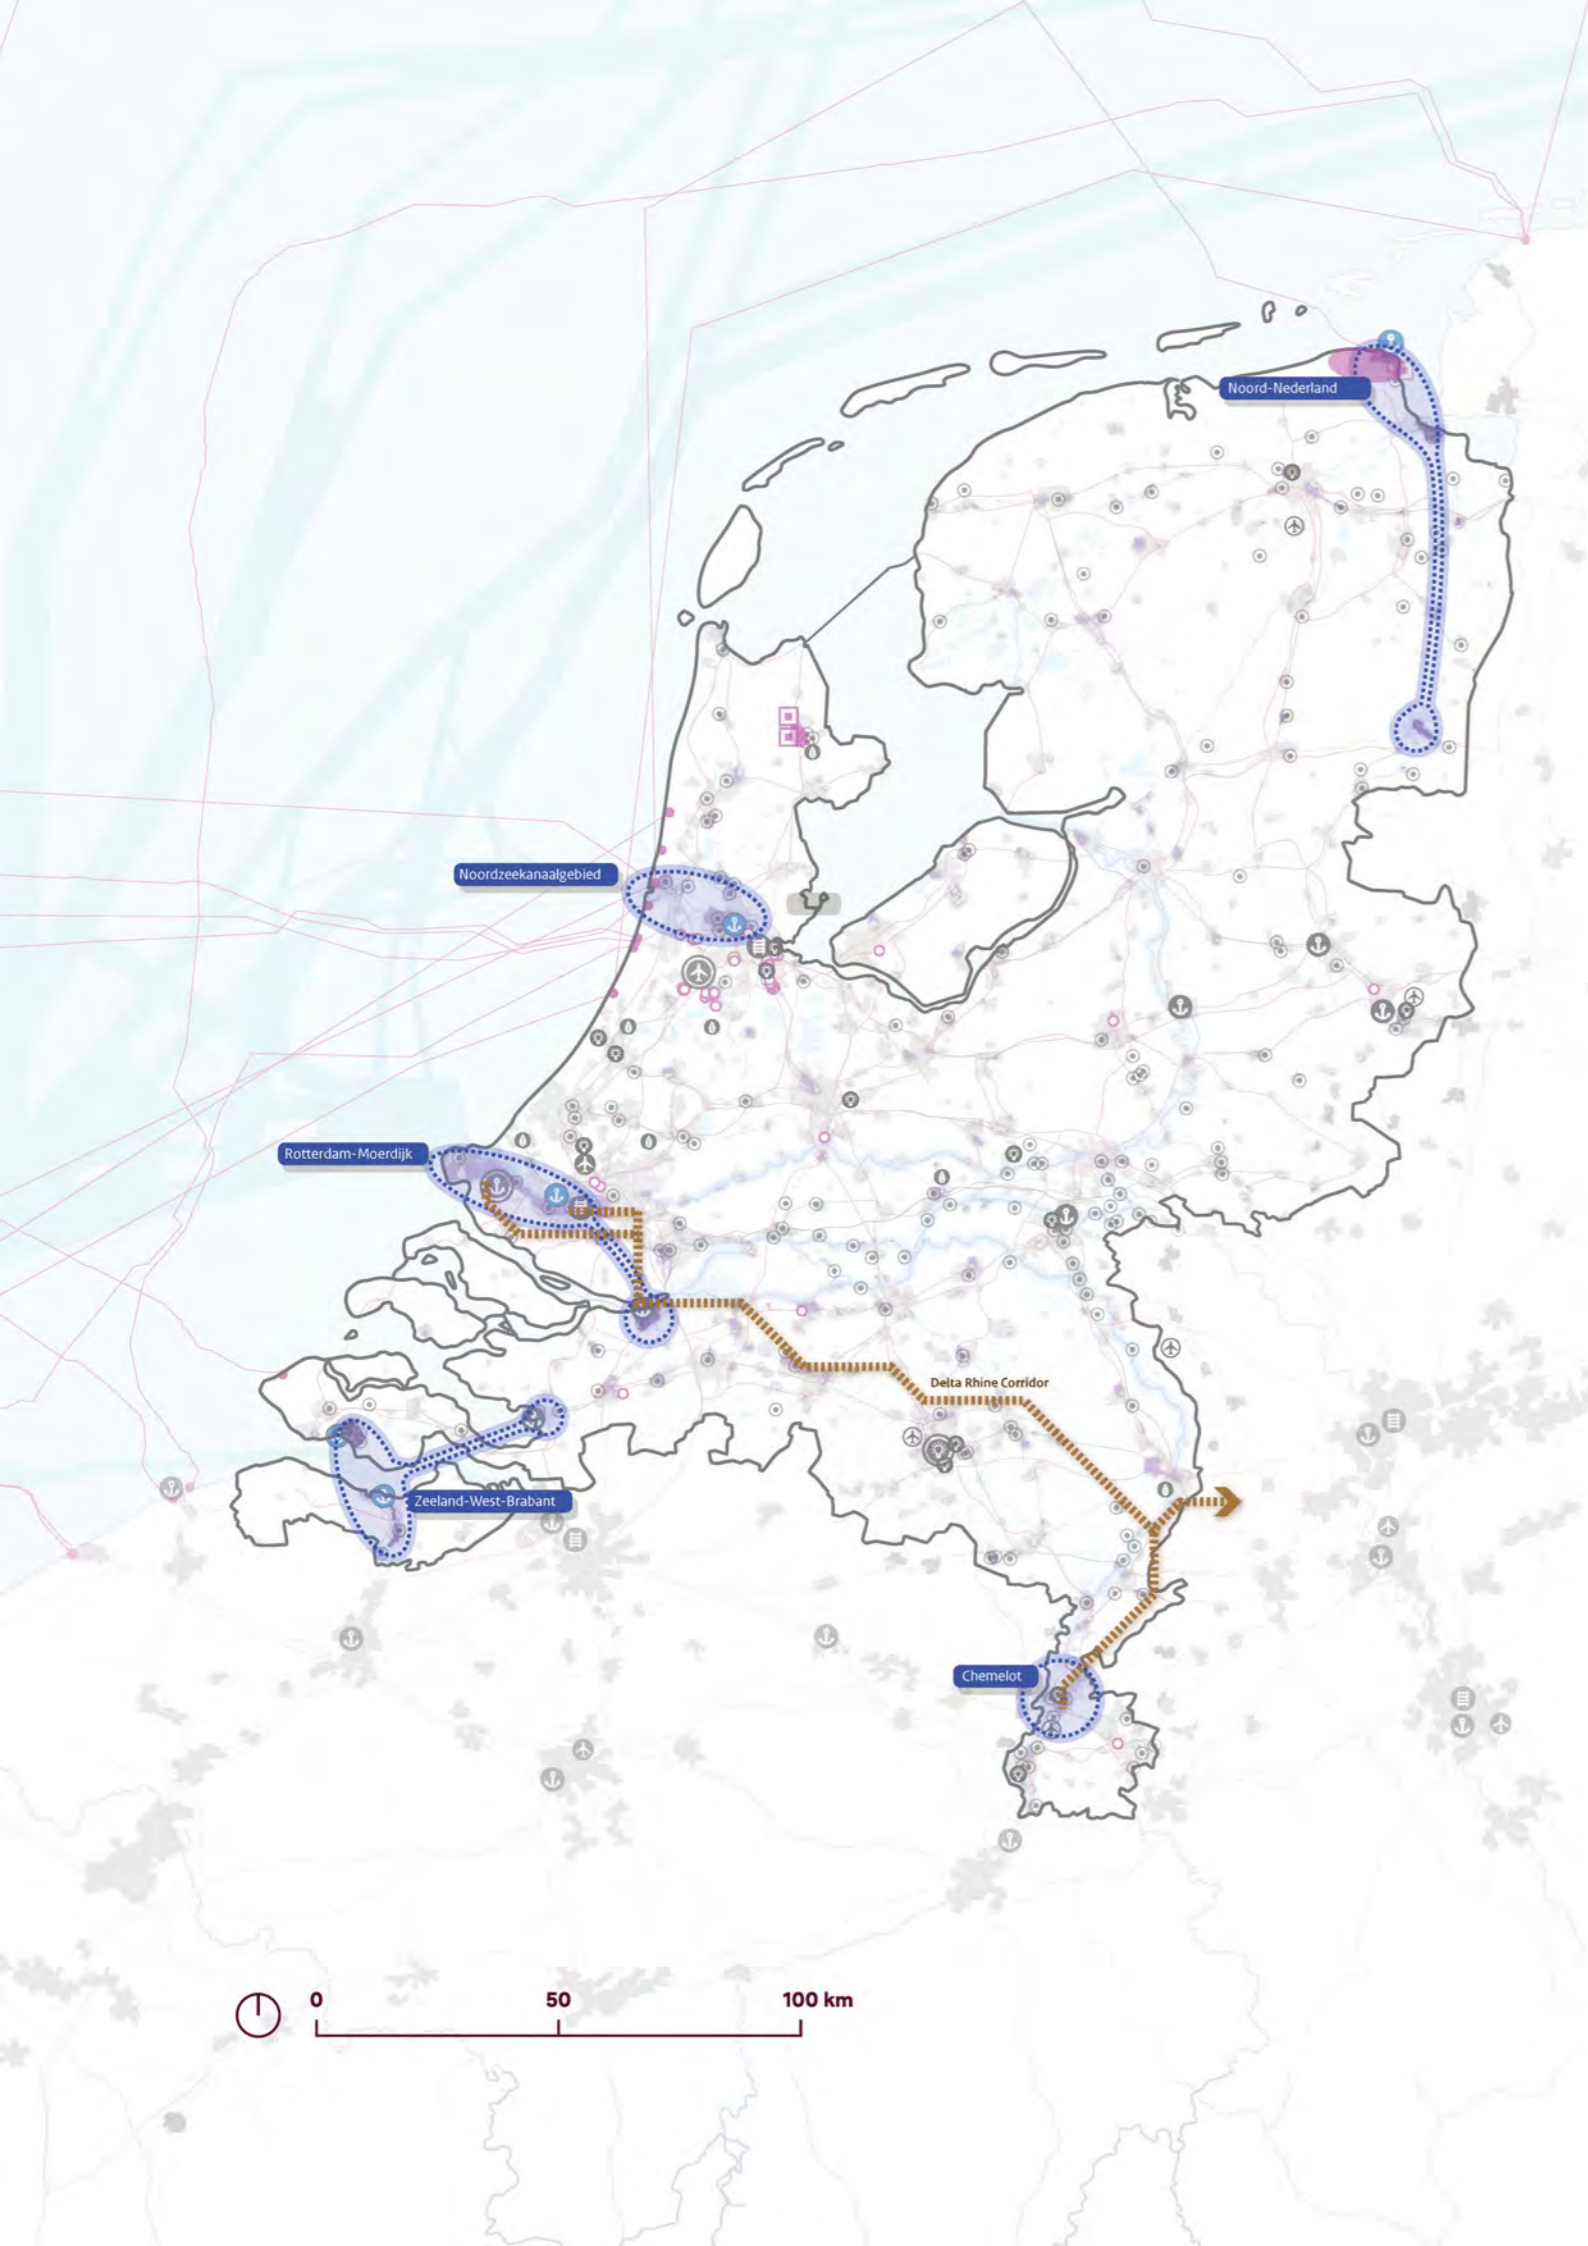 Noord-Nederland
Noordzeekanaalgebied
Rotterdam-Moerdijk
Delta Rhine Corridor
Zeeland-West-Brabant
Chemelot
0 50 100 km